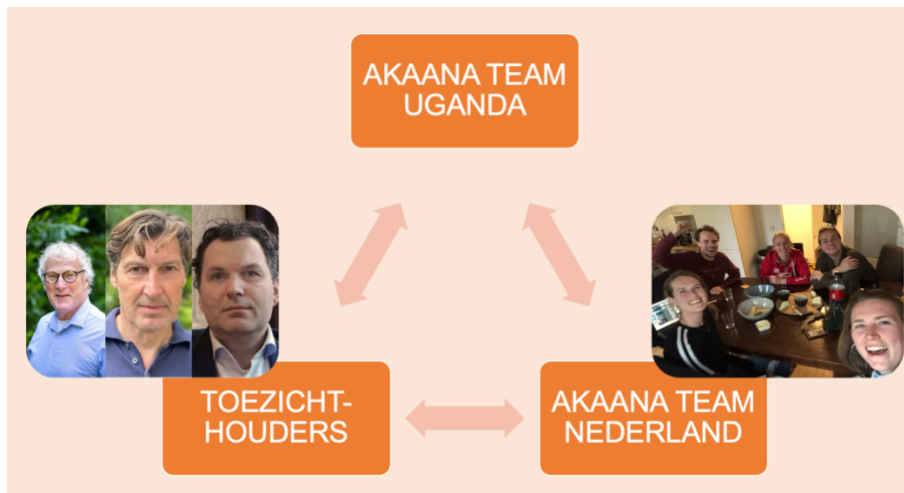 AKAANA TEAM
UGANDA
TOEZICHT-
HOUDERS
AKAANA TEAM
NEDERLAND